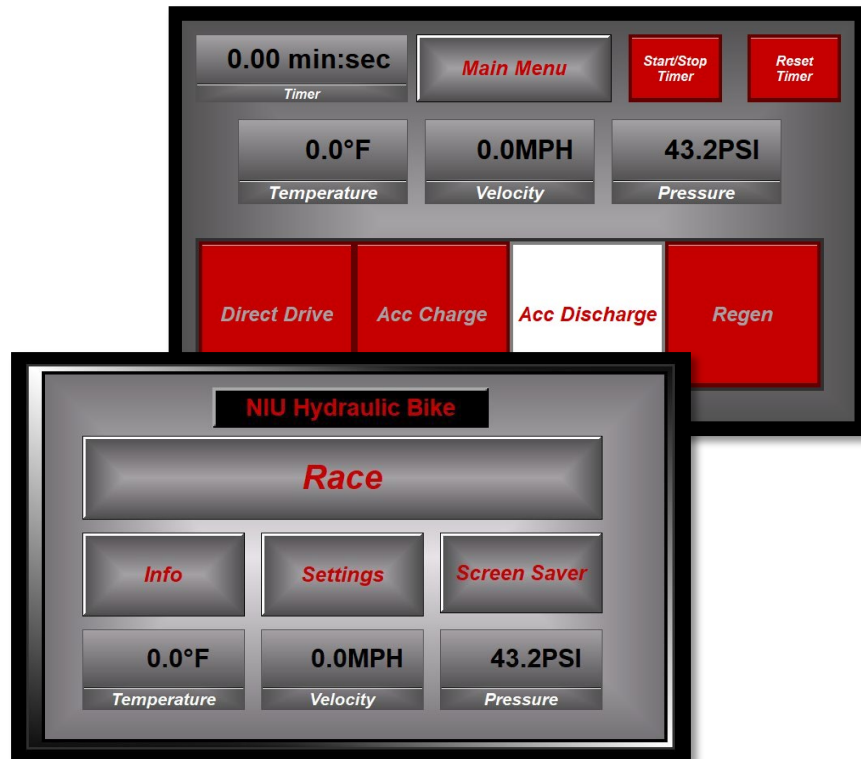 0.00 min:sec
Timer
Main Menu
Start/Stop
Timer
Reset
Timer
0.0°F
Temperature
0.0MPH
Velocity
43.2PSI
Pressure
Direct Drive
Acc Charge
Acc Discharge
Regen
NIU Hydraulic Bike
Race
Info
Settings
Screen Saver
0.0°F
Temperature
0.0MPH
Velocity
43.2PSI
Pressure